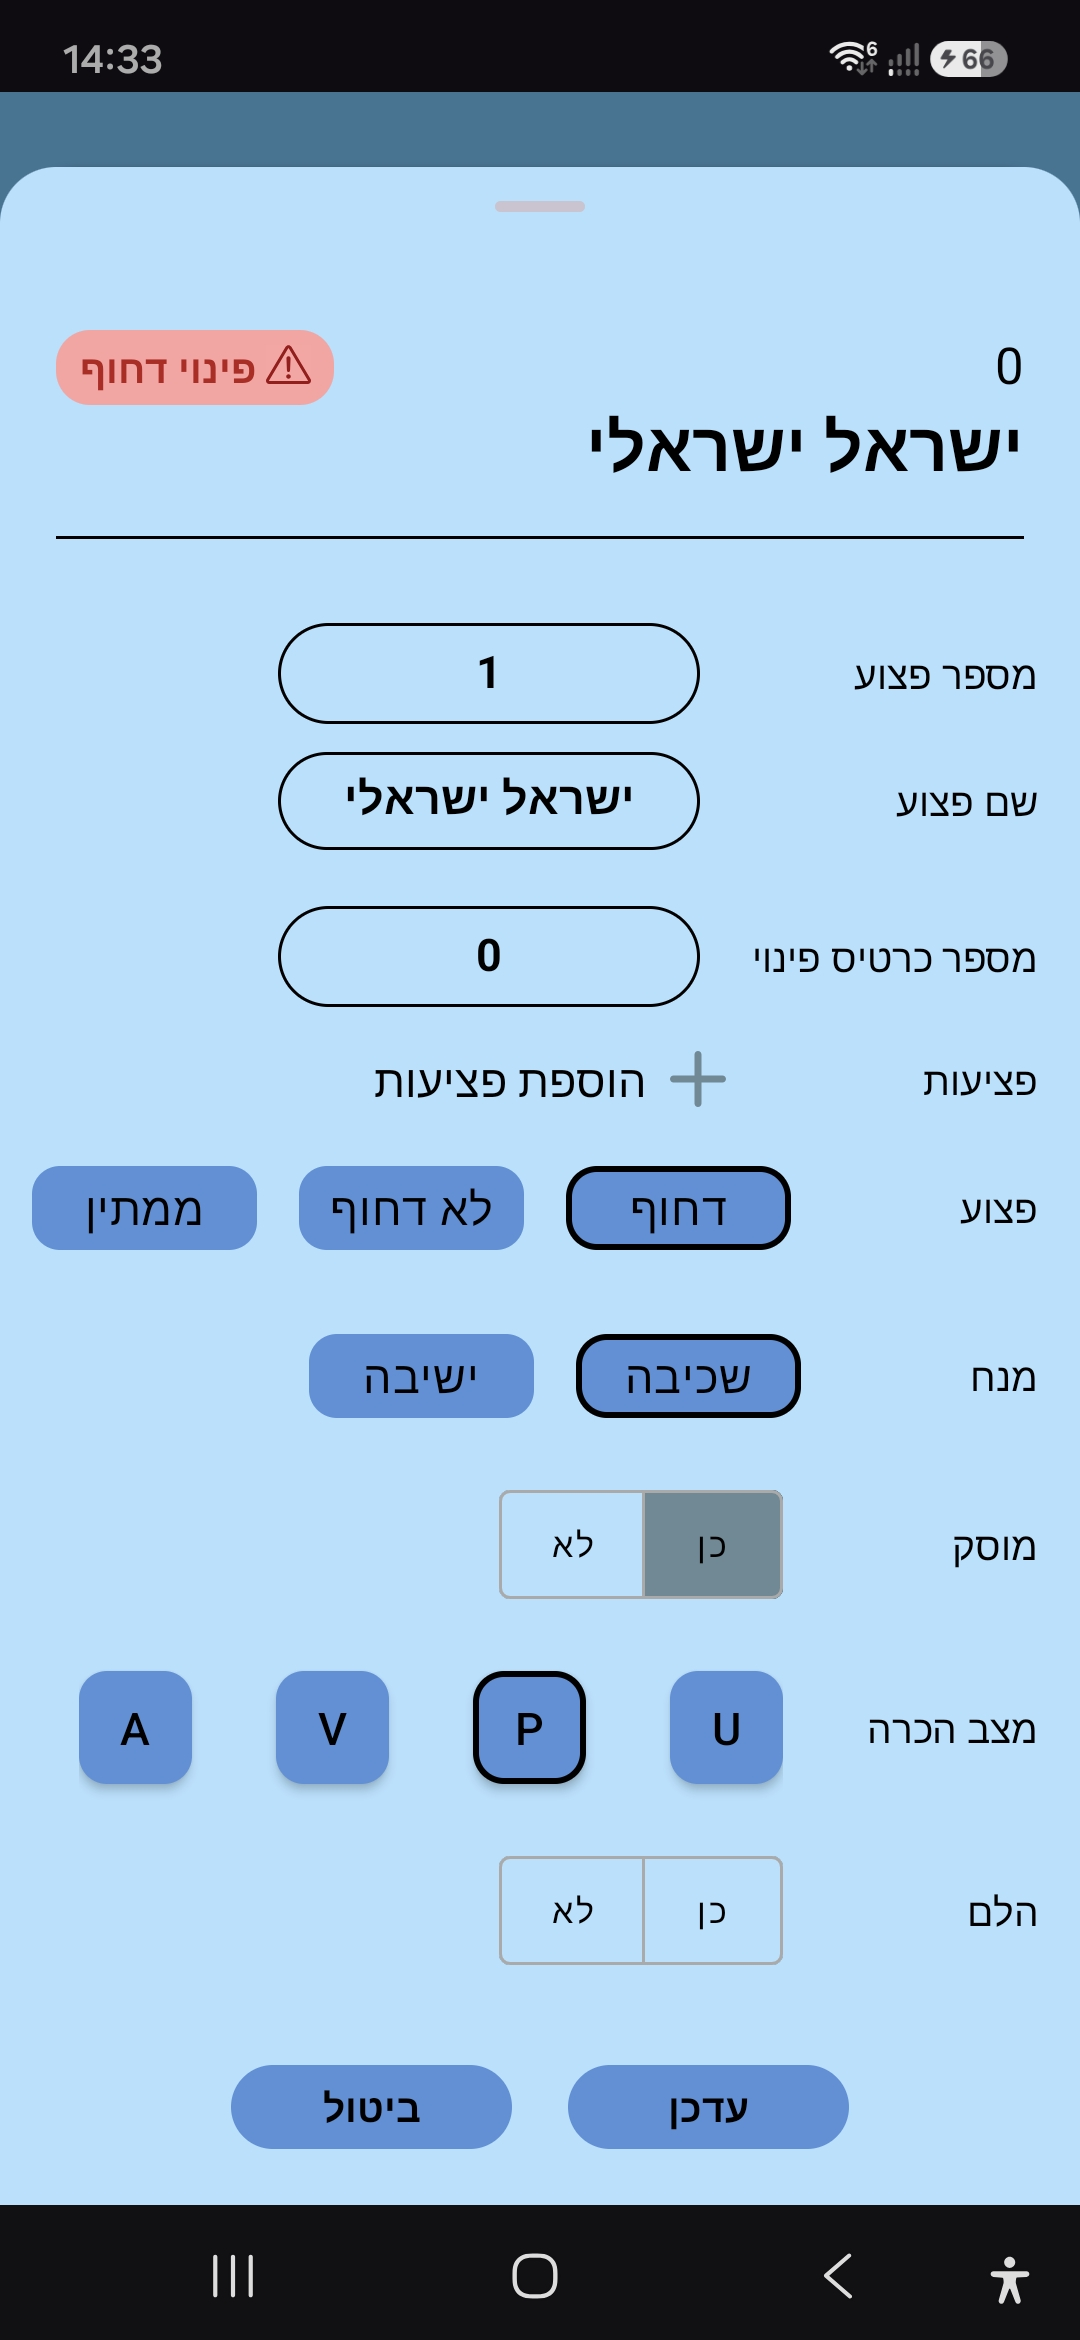 14:33
6
66
0
פינוי דחוף
ישראל ישראלי
מספר פצוע
1
שם פצוע
ישראל ישראלי
מספר כרטיס פינוי
0
פציעות
הוספת פציעות
פצוע
דחוף
לא דחוף
ממתין
מנח
שכיבה
ישיבה
מוסק
כן
לא
מצב הכרה
U
P
V
A
הלם
כן
לא
עדכן
ביטול